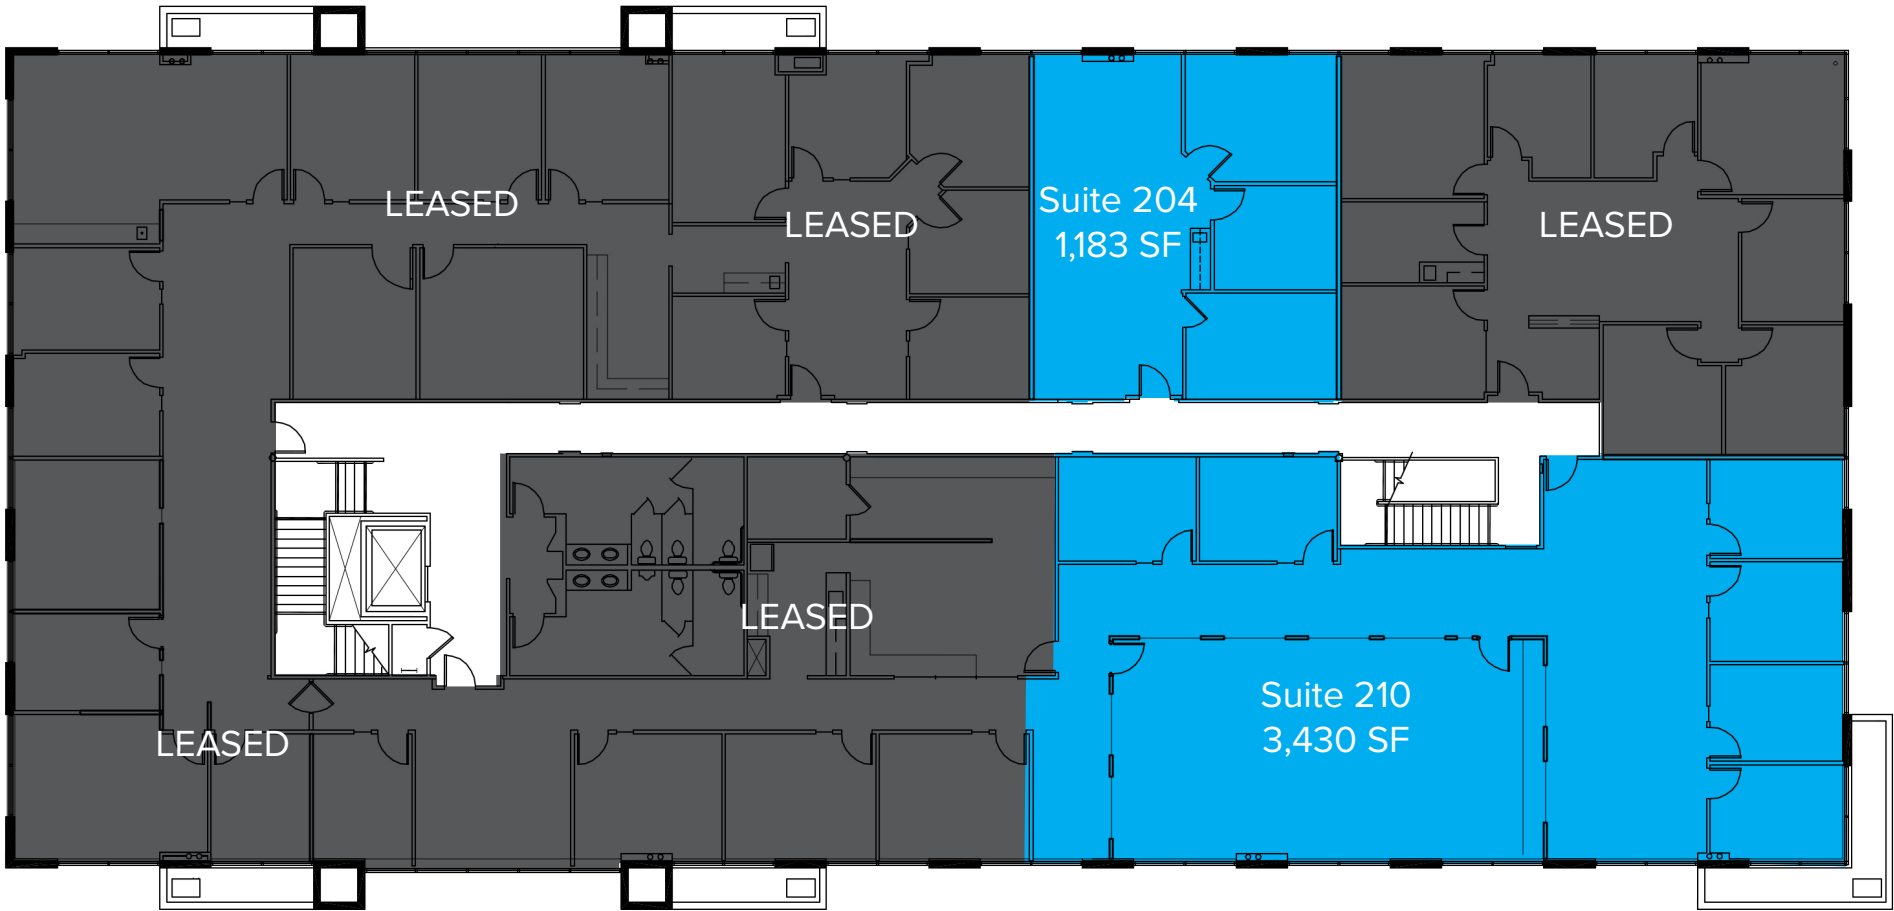 LEASED
LEASED
Suite 204
1,183 SF
LEASED
LEASED
Suite 210
3,430 SF
LEASED